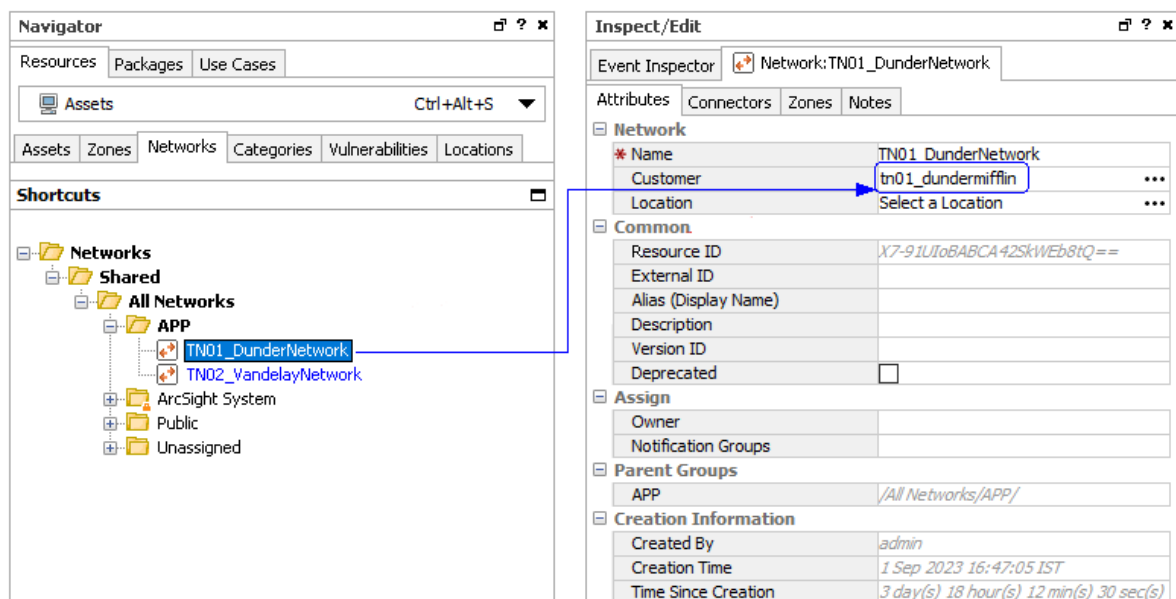 Navigator
Resources Packages Use Cases
Assets Ctrl+Alt+S
Assets Zones Networks Categories Vulnerabilities Locations
Shortcuts
Networks
Shared
All Networks
APP
TN01_DunderNetwork
TN02_VandelayNetwork
ArcSight System
Public
Unassigned
Inspect/Edit
Event Inspector Network:TN01_DunderNetwork
Attributes Connectors Zones Notes
Network
Name TN01_DunderNetwork
Customer tn01_dundermifflin
Location Select a Location
Common
Resource ID X7-91UIoBABCA42SkWEb8tQ==
External ID
Alias (Display Name)
Description
Version ID
Deprecated
Assign
Owner
Notification Groups
Parent Groups
APP /All Networks/APP/
Creation Information
Created By admin
Creation Time 1 Sep 2023 16:47:05 IST
Time Since Creation 3 day(s) 18 hour(s) 12 min(s) 30 sec(s)